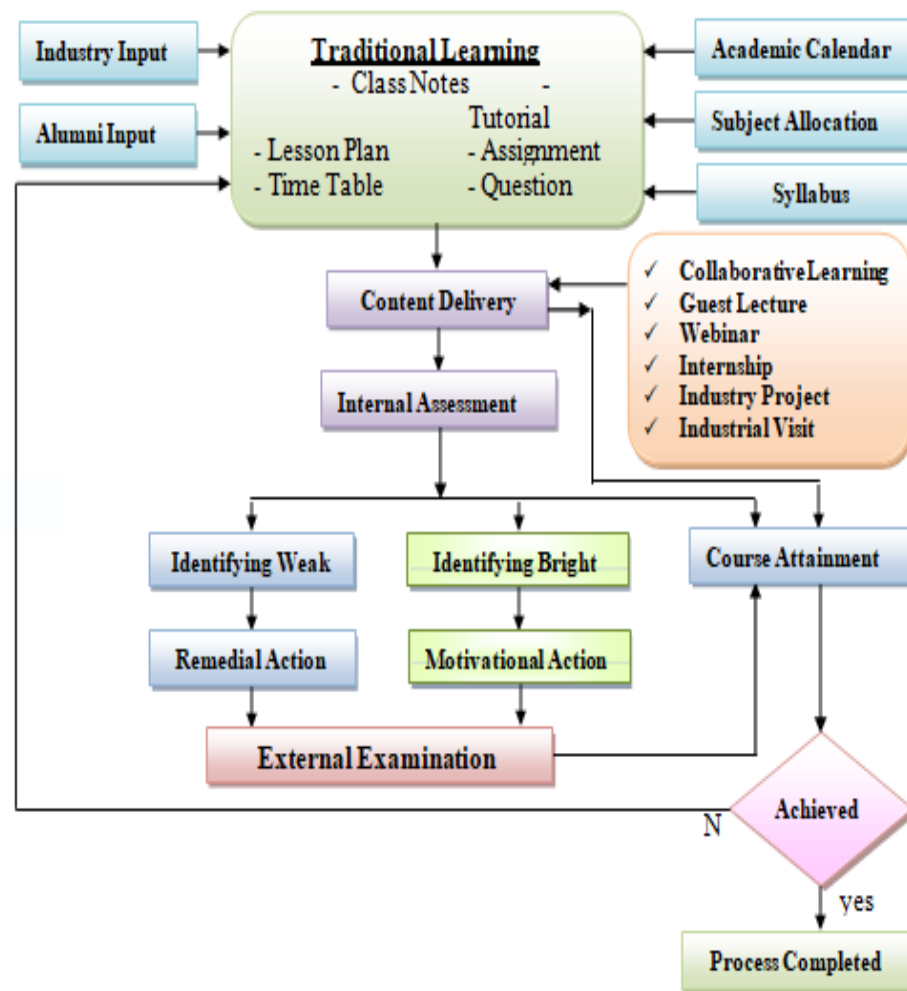 Industry Input
Alumni Input
Traditional Learning
- Class Notes -
Tutorial
- Lesson Plan - Assignment
- Time Table - Question
Academic Calendar
Subject Allocation
Syllabus
✓ Collaborative Learning
✓ Guest Lecture
✓ Webinar
✓ Internship
✓ Industry Project
✓ Industrial Visit
Content Delivery
Internal Assessment
Identifying Weak
Identifying Bright
Course Attainment
Remedial Action
Motivational Action
External Examination
Achieved
N
yes
Process Completed